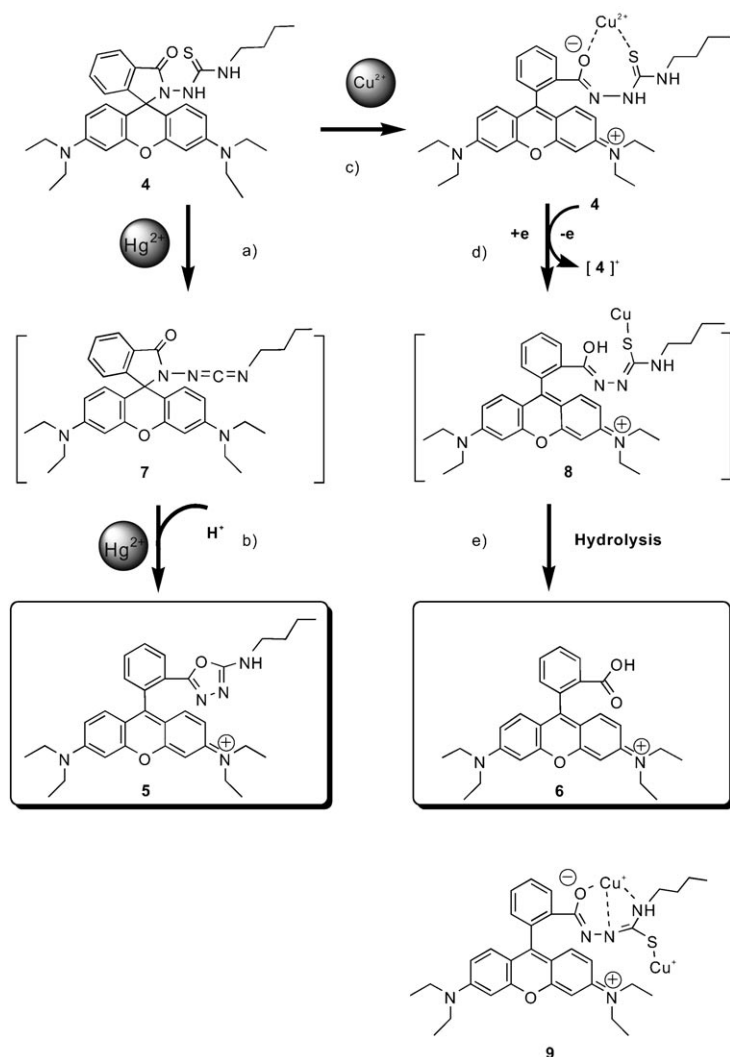 O S
N NH NH
N O N
4
Cu²⁺
c)
Cu²⁺
⊖ O S
N NH NH
N O N⊕
4
Hg²⁺
a)
+e -e 4
d)
[ 4 ]⁺
O
N N=C=N
N O N
7
Cu
OH S
N N NH
N O N⊕
8
Hg²⁺
H⁺
b)
e)
Hydrolysis
O NH
N N
N O N⊕
5
OH
O
N O N⊕
6
⊖ O Cu⁺
NH
N N S
Cu⁺
N O N⊕
9